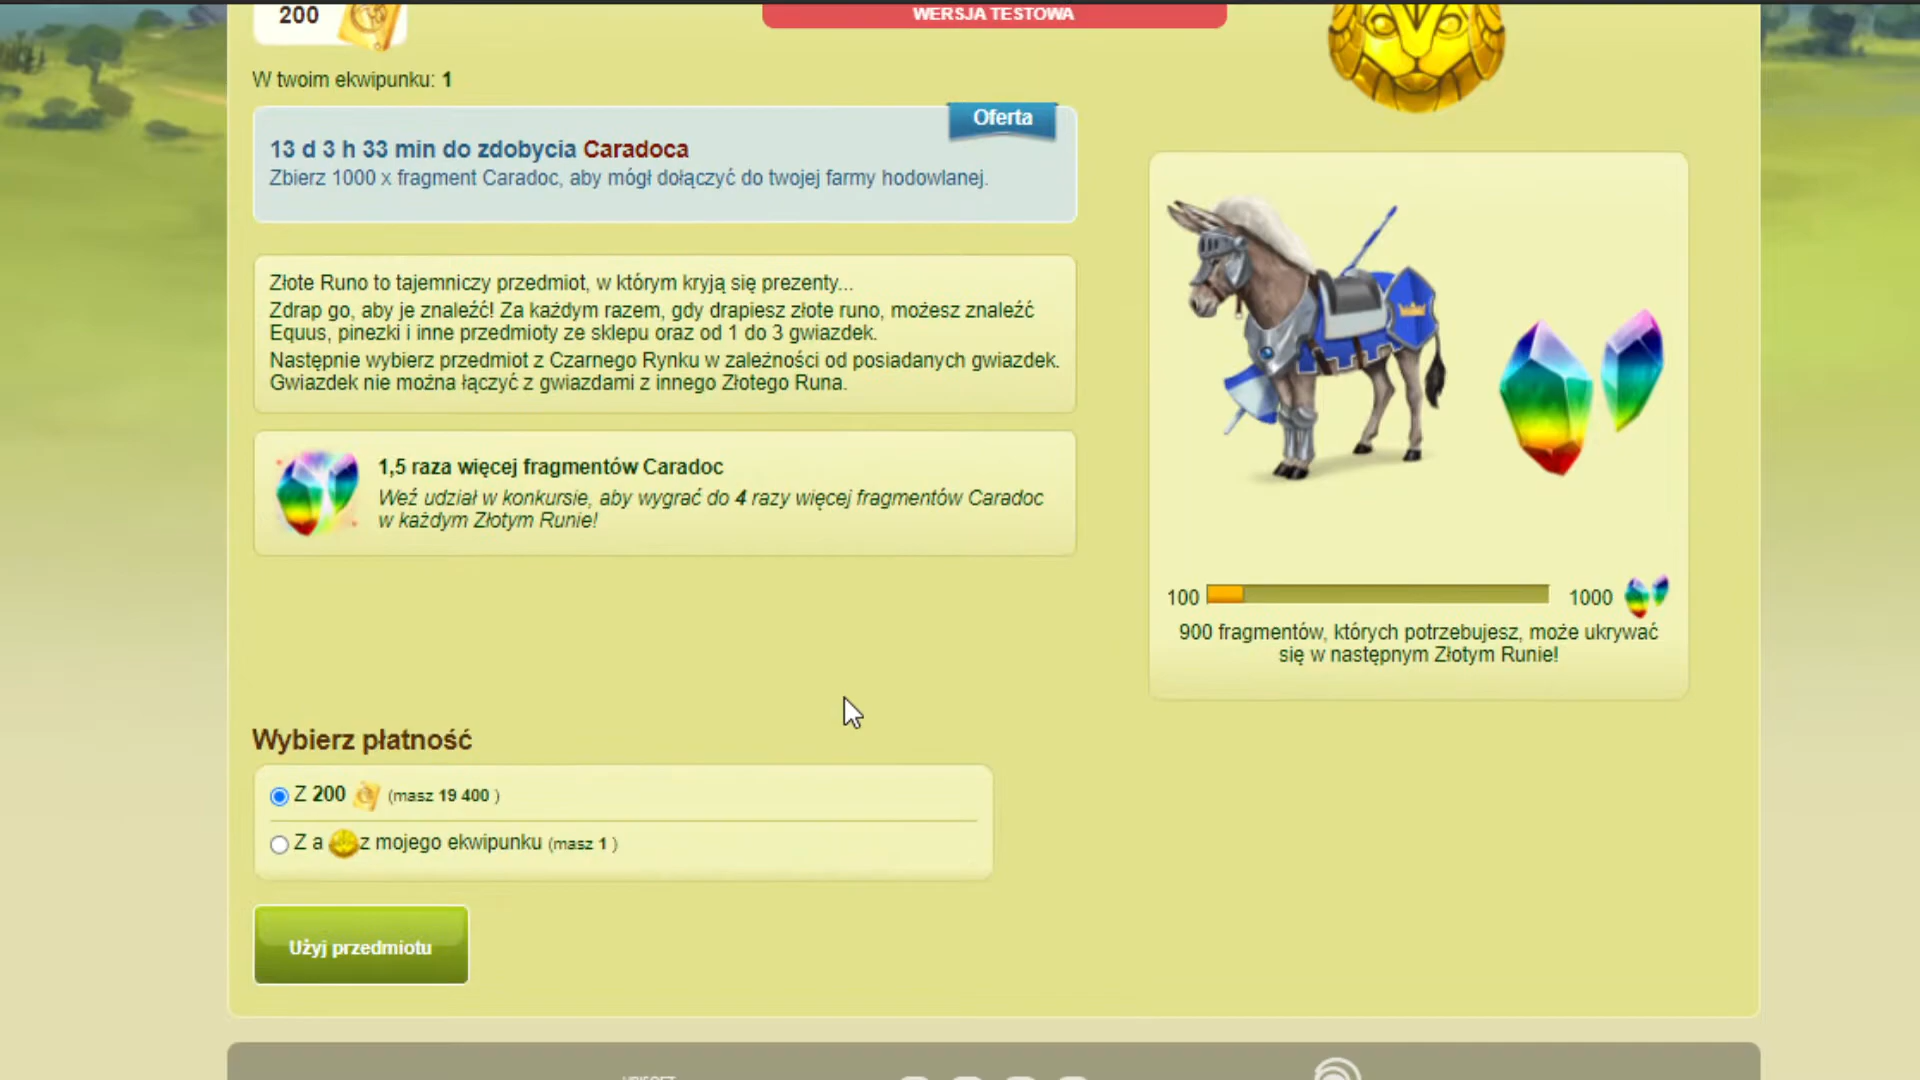 WERSJA TESTOWA
200
W twoim ekwipunku: 1
Oferta
13 d 3 h 33 min do zdobycia Caradoca
Zbierz 1000 x fragment Caradoc, aby mógł dołączyć do twojej farmy hodowlanej.
Złote Runo to tajemniczy przedmiot, w którym kryją się prezenty...
Zdrap go, aby je znaleźć! Za każdym razem, gdy drapiesz złote runo, możesz znaleźć
Equus, pinezki i inne przedmioty ze sklepu oraz od 1 do 3 gwiazdek.
Następnie wybierz przedmiot z Czarnego Rynku w zależności od posiadanych gwiazdek.
Gwiazdek nie można łączyć z gwiazdami z innego Złotego Runa.
1,5 raza więcej fragmentów Caradoc
Weź udział w konkursie, aby wygrać do 4 razy więcej fragmentów Caradoc
w każdym Złotym Runie!
100 1000
900 fragmentów, których potrzebujesz, może ukrywać
się w następnym Złotym Runie!
Wybierz płatność
Z 200 (masz 19 400 )
Z a z mojego ekwipunku (masz 1 )
Użyj przedmiotu